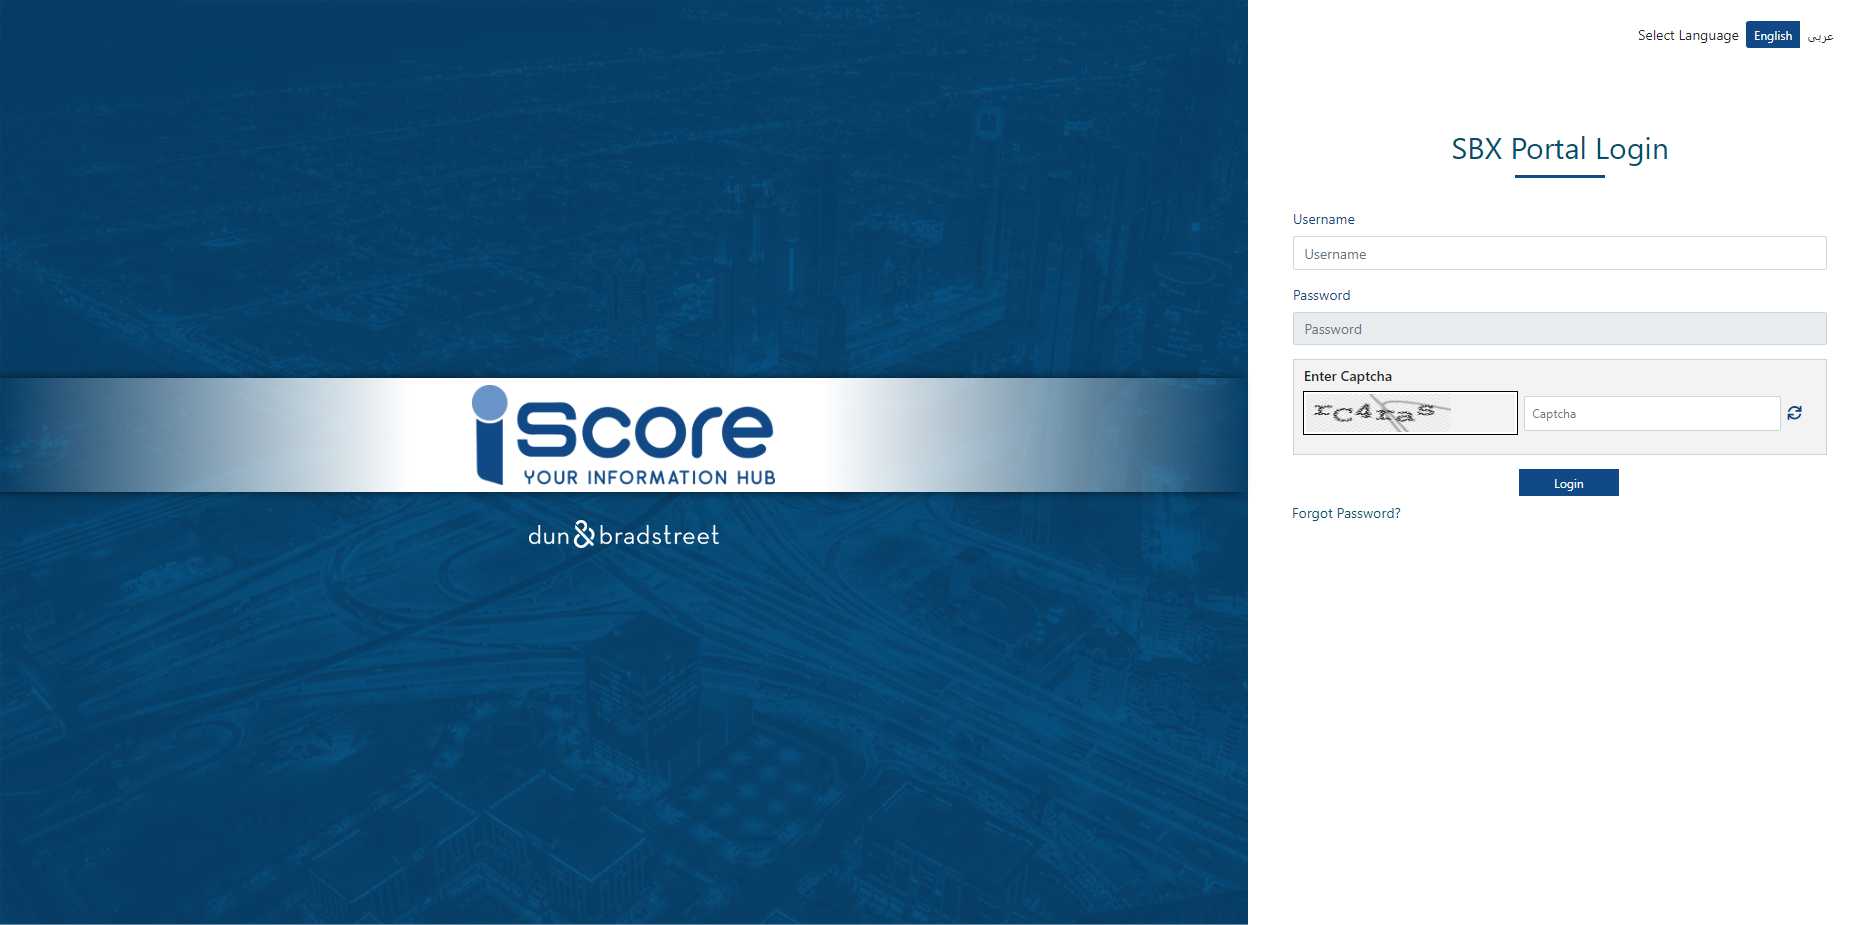 Select Language English عربي
SBX Portal Login
Username
Username
Password
Password
Enter Captcha
rC4ras
Captcha
Login
Forgot Password?
iScore
YOUR INFORMATION HUB
dun & bradstreet